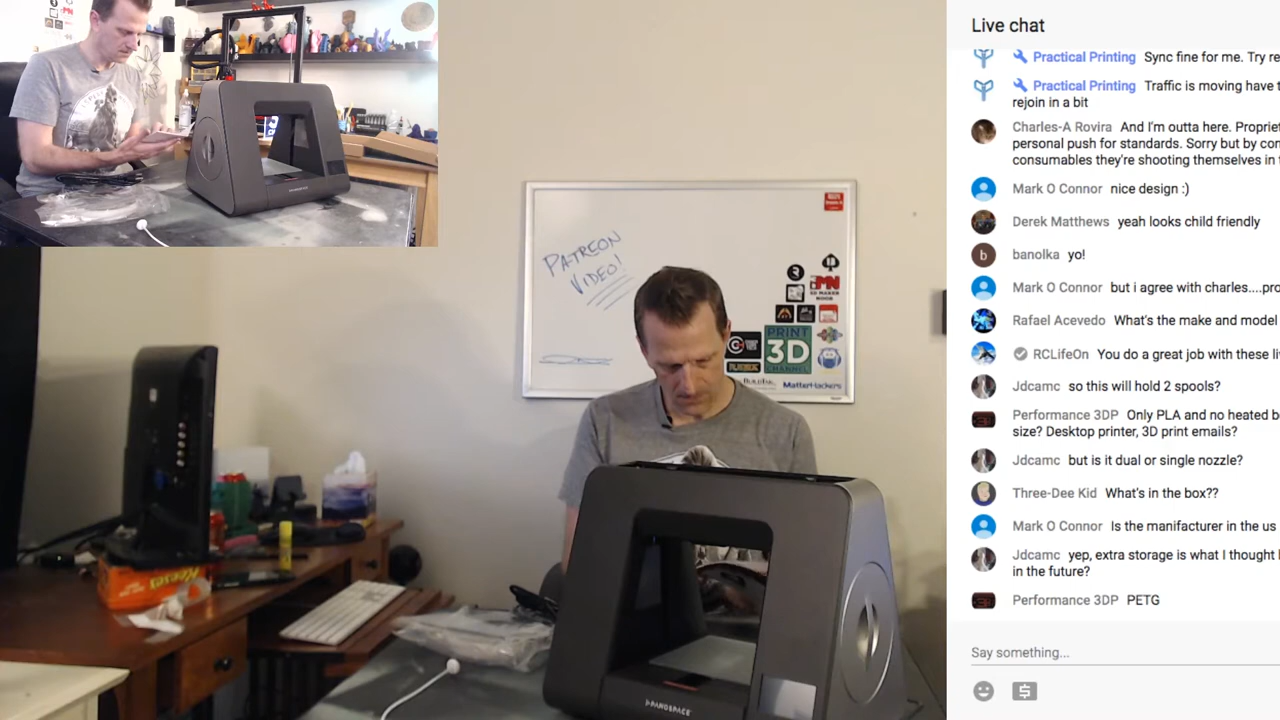 Live chat
Practical Printing Sync fine for me. Try re
Practical Printing Traffic is moving have t
rejoin in a bit
Charles-A Rovira And I'm outta here. Propriet
personal push for standards. Sorry but by con
consumables they're shooting themselves in t
Mark O Connor nice design :)
Derek Matthews yeah looks child friendly
b
banolka yo!
Mark O Connor but i agree with charles....pro
Rafael Acevedo What's the make and model
RCLifeOn You do a great job with these li
Jdcamc so this will hold 2 spools?
Performance 3DP Only PLA and no heated b
size? Desktop printer, 3D print emails?
Jdcamc but is it dual or single nozzle?
Three-Dee Kid What's in the box??
Mark O Connor Is the manifacturer in the us
Jdcamc yep, extra storage is what I thought
in the future?
Performance 3DP PETG
Say something...
PATREON
VIDEO!
PRINT
3D
CHANNEL
MatterHackers
Reese's
PANOSPACE